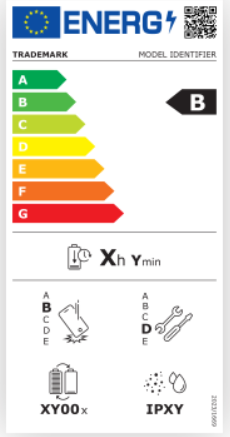 ENERG
TRADEMARK MODEL IDENTIFIER
A
B
B
C
D
E
F
G
Xh Ymin
A
B
C
D
E
A
B
C
D
E
XY00x
IPXY
2023/1669